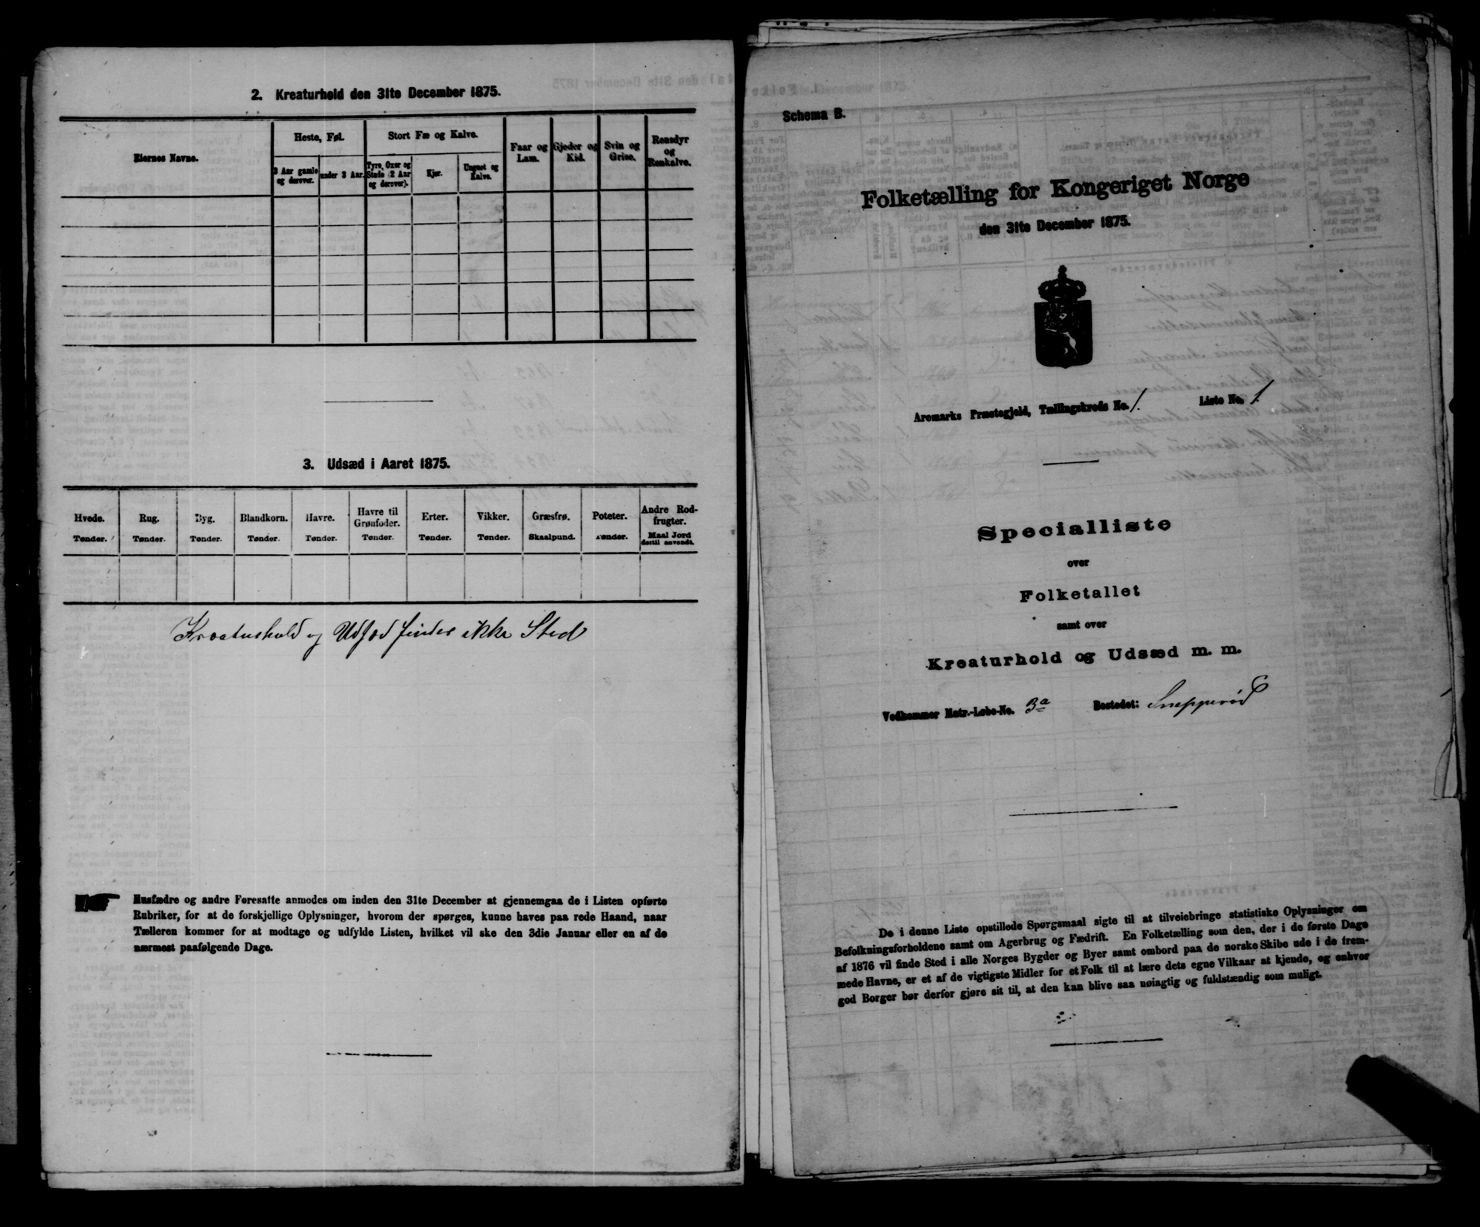 2. Kreaturhold den 31te December 1875.
Eiernes Navne.
Heste, Føl.
Stort Fæ og Kalve.
Faar og Lam.
Gjeder og Kid.
Svin og Grise.
Rensdyr og Renkalve.
3 Aar gamle og derover.
under 3 Aar.
Tyre, Oxer og Stude (2 Aar og derover).
Kjør.
Ungnød og Kalve.
3. Udsæd i Aaret 1875.
Hvede. Rug. Byg. Blandkorn. Havre. Havre til Grønfoder. Erter. Vikker. Græsfrø. Poteter. Andre Rodfrugter.
Tønder. Tønder. Tønder. Tønder. Tønder. Tønder. Tønder. Tønder. Skaalpund. Tønder. Maal Jord dertil anvendt.
Kreaturhold og Udsæd finder ikke Sted
Husfædre og andre Foresatte anmodes om inden den 31te December at gjennemgaa de i Listen opførte
Rubriker, for at de forskjellige Oplysninger, hvorom der spørges, kunne haves paa rede Haand, naar
Tælleren kommer for at modtage og udfylde Listen, hvilket vil ske den 3die Januar eller en af de
nærmest paafølgende Dage.
Schema B.
Folketælling for Kongeriget Norge
den 31te December 1875.
Aremarks Præstegjeld, Tællingskreds No. 1. Liste No. 1
Specialliste
over
Folketallet
samt over
Kreaturhold og Udsæd m. m.
Vedkommer Matr.-Løbe-No. 3a Bostedet: Sneppерød
De i denne Liste opstillede Spørgsmaal sigte til at tilveiebringe statistiske Oplysninger om
Befolkningsforholdene samt om Agerbrug og Fædrift. En Folketælling som den, der i de første Dage
af 1876 vil finde Sted i alle Norges Bygder og Byer samt ombord paa de norske Skibe ude i de frem-
mede Havne, er et af de vigtigste Midler for et Folk til at lære dets egne Vilkaar at kjende, og enhver
god Borger bør derfor gjøre sit til, at den kan blive saa nøiagtig og fuldstændig som muligt.